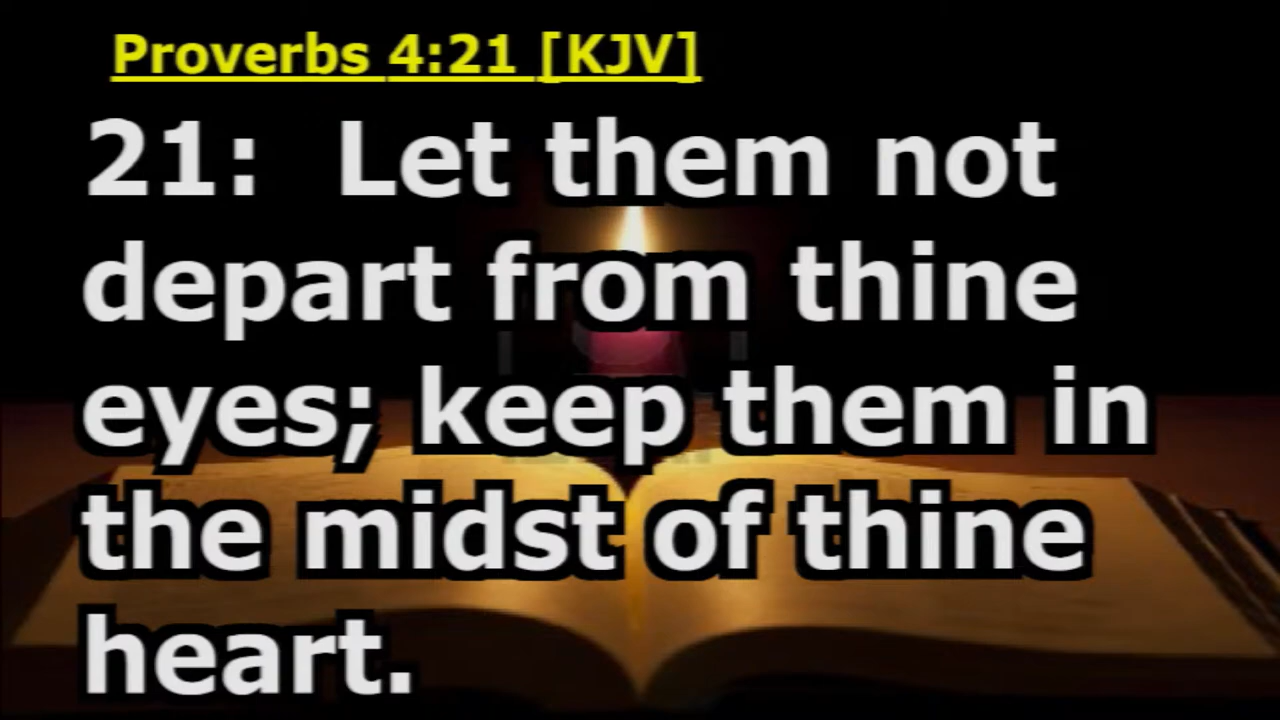 Proverbs 4:21 [KJV]
21:  Let them not
depart from thine
eyes; keep them in
the midst of thine
heart.